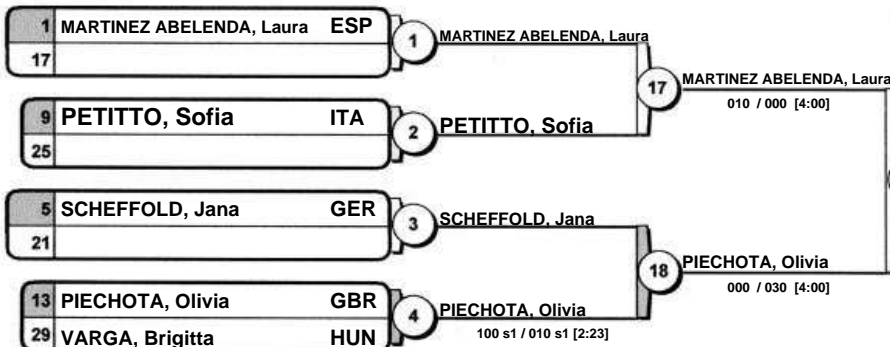 1 MARTINEZ ABELENDA, Laura ESP
17
1 MARTINEZ ABELENDA, Laura
9 PETITTO, Sofia ITA
25
2 PETITTO, Sofia
17 MARTINEZ ABELENDA, Laura
010 / 000 [4:00]
5 SCHEFFOLD, Jana GER
21
3 SCHEFFOLD, Jana
13 PIECHOTA, Olivia GBR
29 VARGA, Brigitta HUN
4 PIECHOTA, Olivia
100 s1 / 010 s1 [2:23]
18 PIECHOTA, Olivia
000 / 030 [4:00]